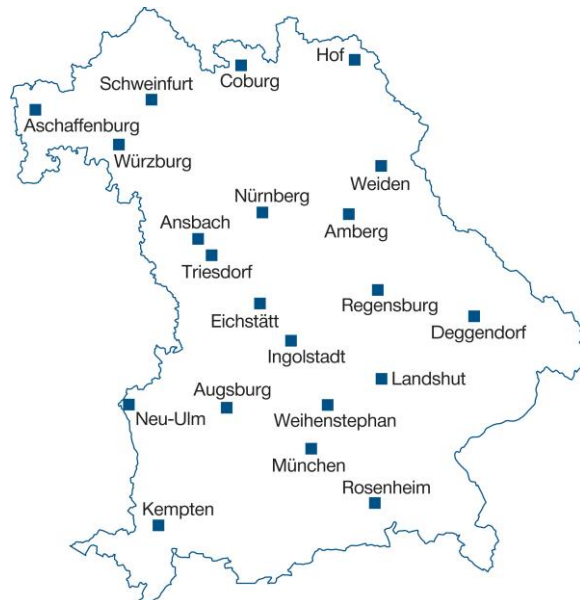 Hof
Coburg
Schweinfurt
Aschaffenburg
Würzburg
Weiden
Nürnberg
Amberg
Ansbach
Triesdorf
Regensburg
Eichstätt
Deggendorf
Ingolstadt
Landshut
Augsburg
Neu-Ulm
Weihenstephan
München
Rosenheim
Kempten